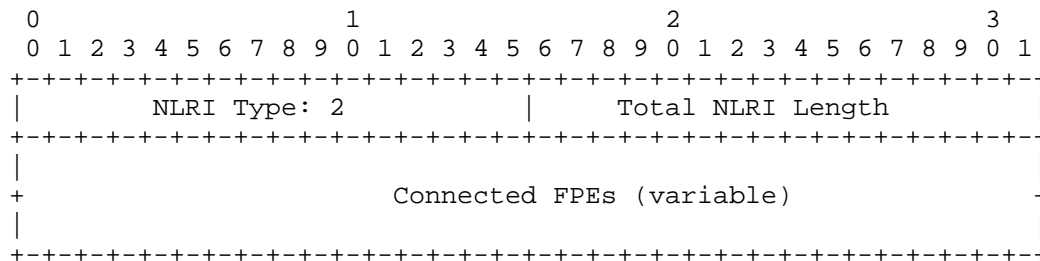 0                   1                   2                   3
0 1 2 3 4 5 6 7 8 9 0 1 2 3 4 5 6 7 8 9 0 1 2 3 4 5 6 7 8 9 0 1
NLRI Type: 2 | Total NLRI Length
Connected FPEs (variable)